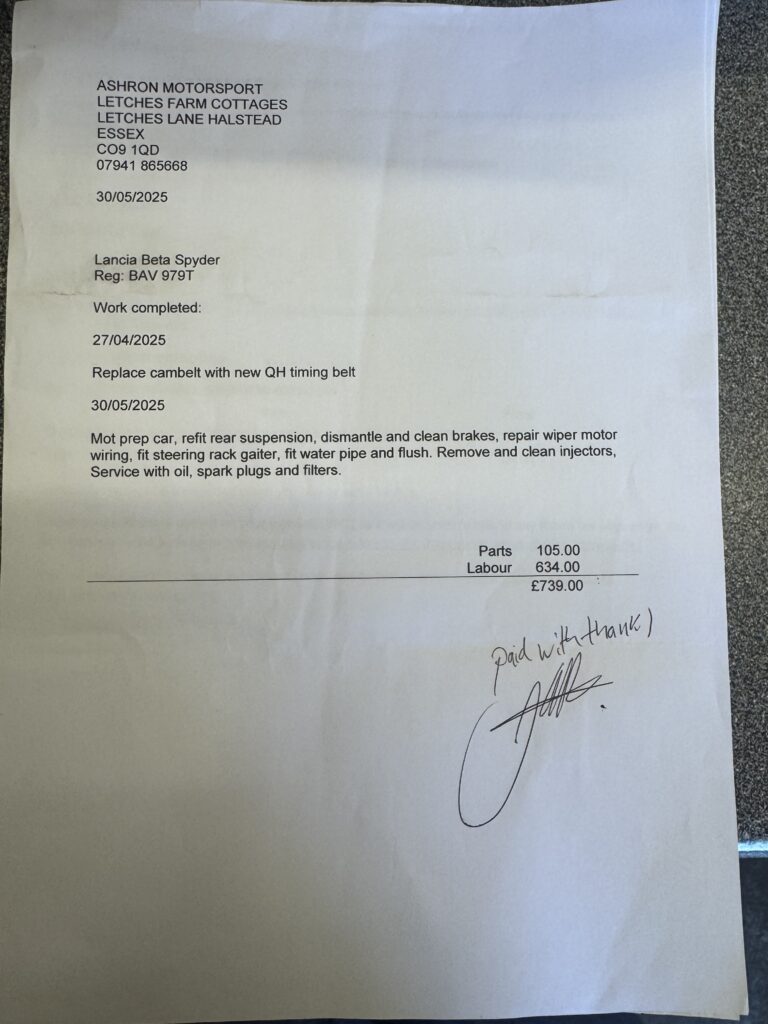 ASHRON MOTORSPORT
LETCHES FARM COTTAGES
LETCHES LANE HALSTEAD
ESSEX
CO9 1QD
07941 865668
30/05/2025
Lancia Beta Spyder
Reg: BAV 979T
Work completed:
27/04/2025
Replace cambelt with new QH timing belt
30/05/2025
Mot prep car, refit rear suspension, dismantle and clean brakes, repair wiper motor
wiring, fit steering rack gaiter, fit water pipe and flush. Remove and clean injectors,
Service with oil, spark plugs and filters.
Parts 105.00
Labour 634.00
£739.00
paid with thanks